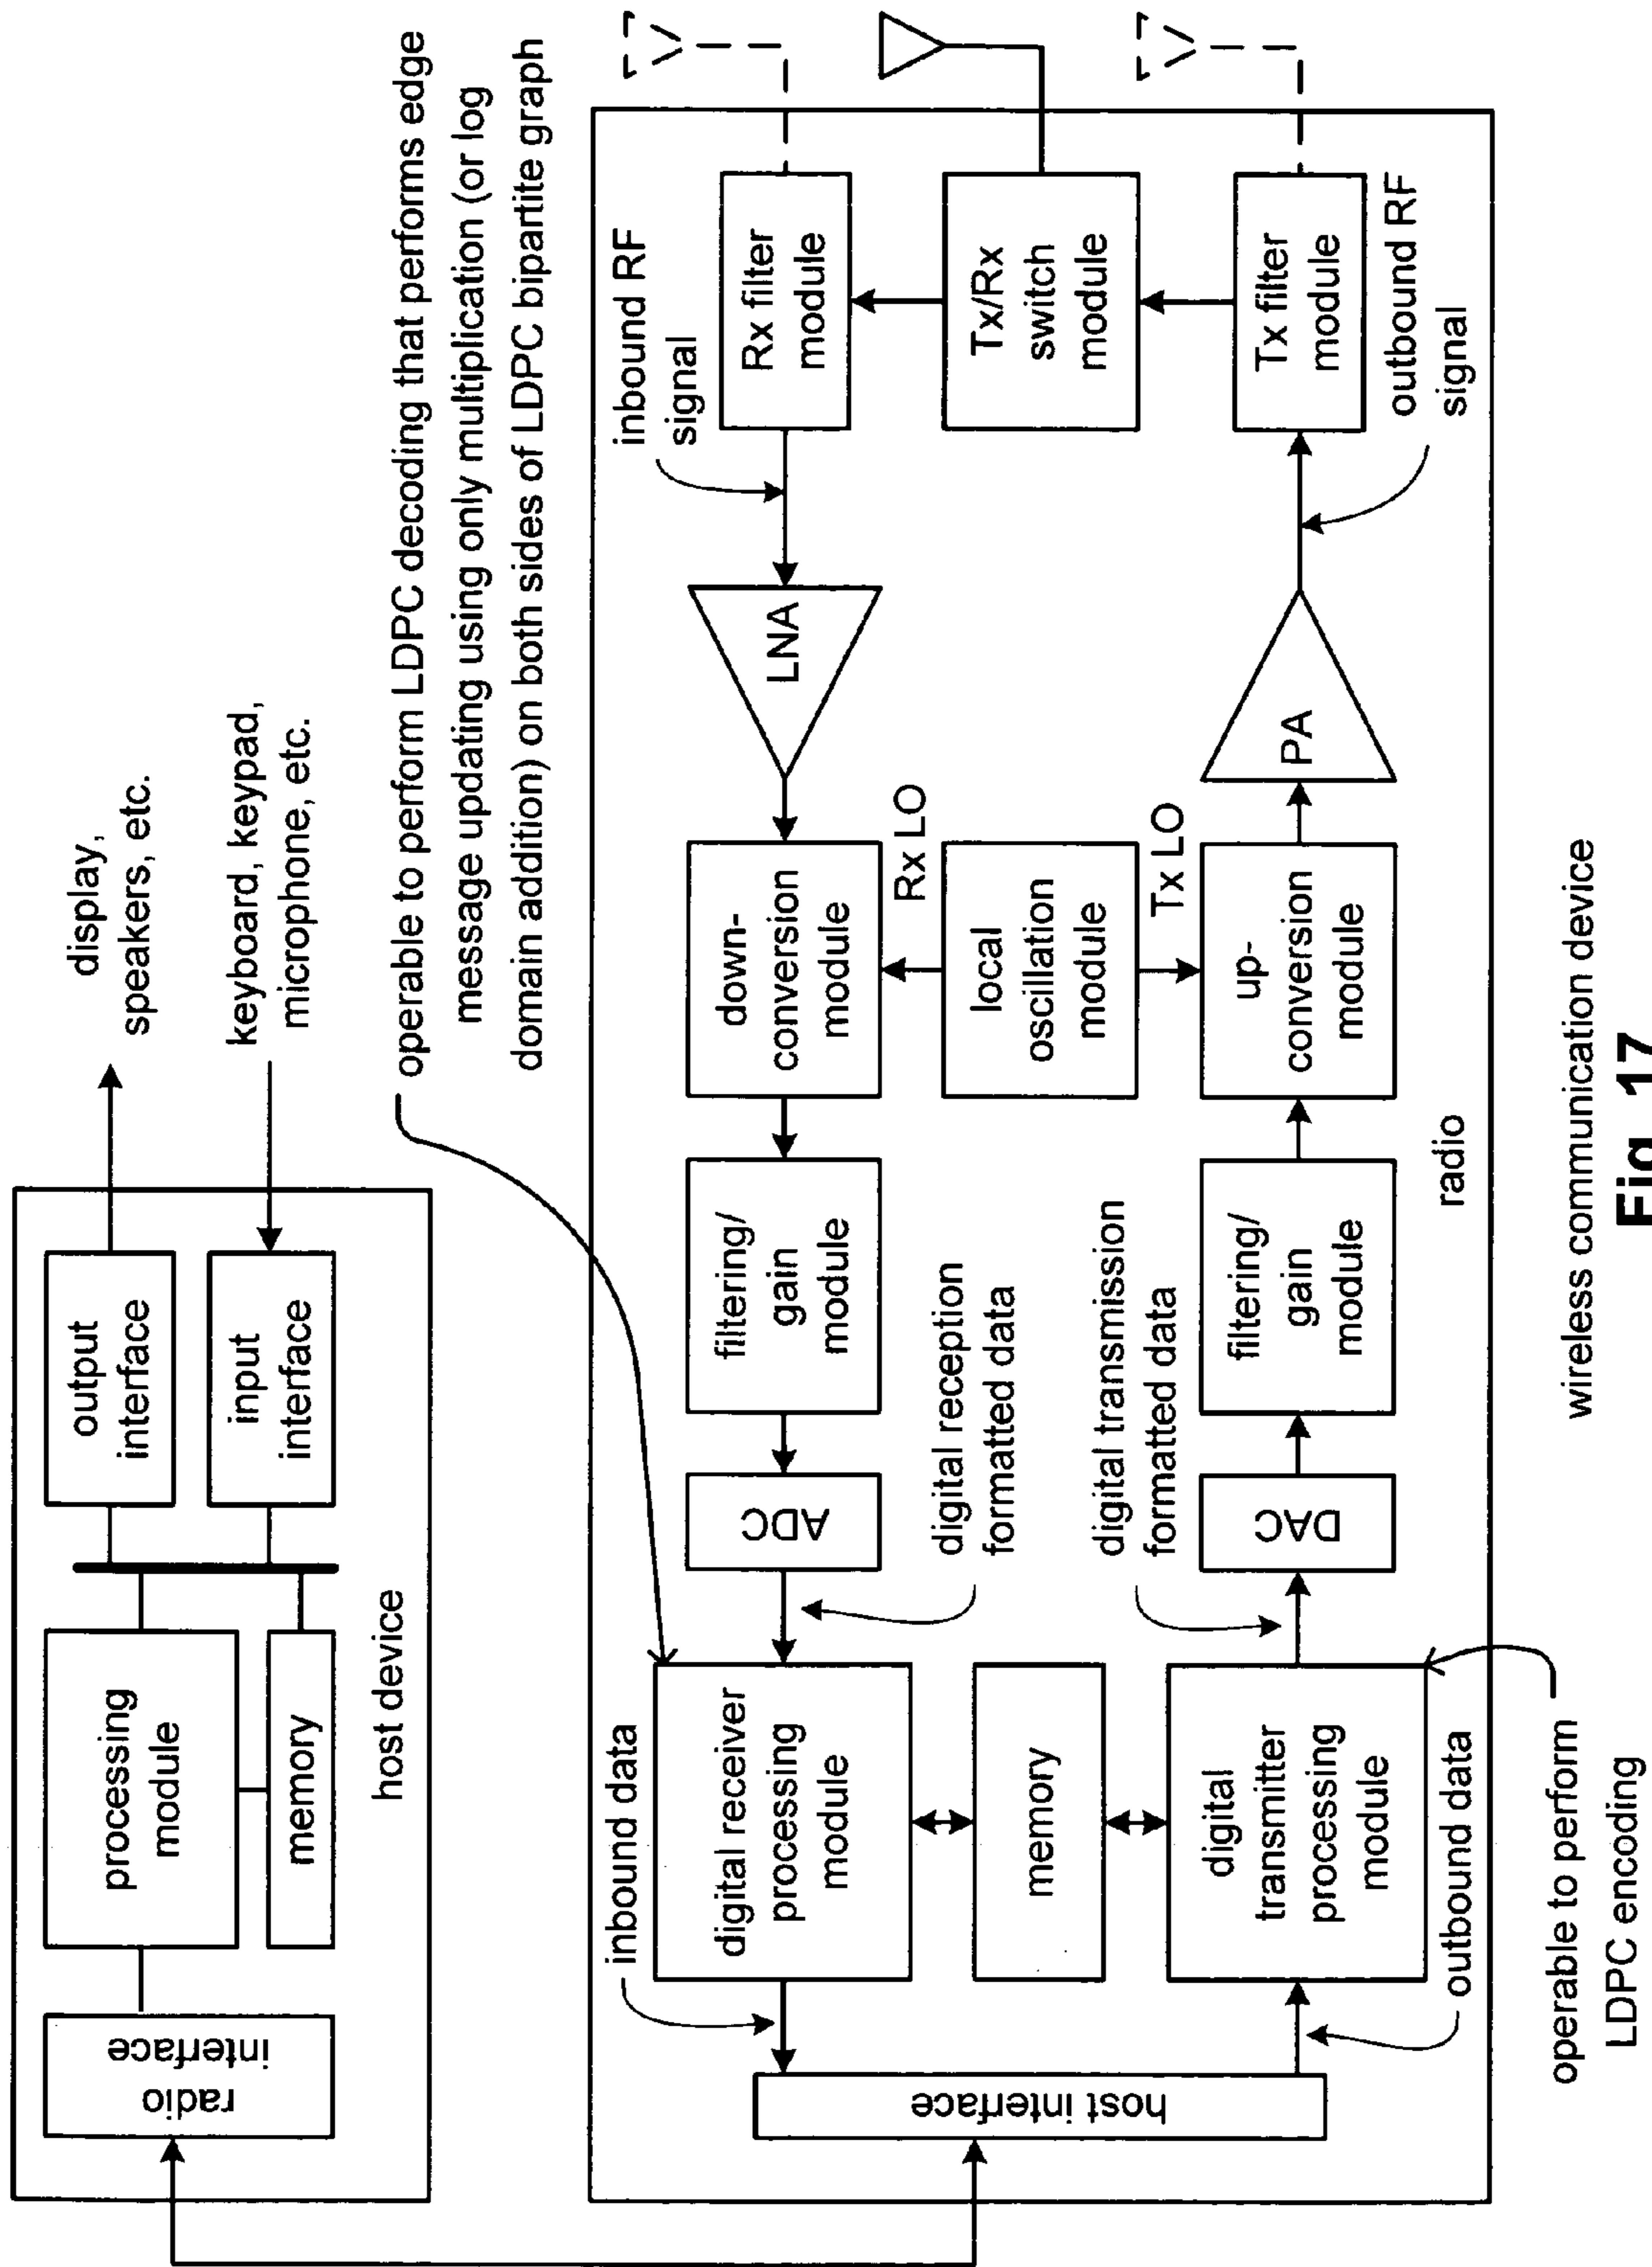 display,
speakers, etc.
keyboard, keypad,
microphone, etc.
output
interface
input
interface
processing
module
memory
radio
interface
host device
operable to perform LDPC decoding that performs edge
message updating using only multiplication (or log
domain addition) on both sides of LDPC bipartite graph
inbound data
digital receiver
processing
module
digital reception
formatted data
ADC
filtering/
gain
module
down-
conversion
module
LNA
inbound RF
signal
Rx filter
module
Rx LO
host interface
memory
local
oscillation
module
Tx LO
Tx/Rx
switch
module
digital
transmitter
processing
module
digital transmission
formatted data
DAC
filtering/
gain
module
up-
conversion
module
PA
Tx filter
module
outbound RF
signal
outbound data
radio
operable to perform
LDPC encoding
wireless communication device
Fig. 17